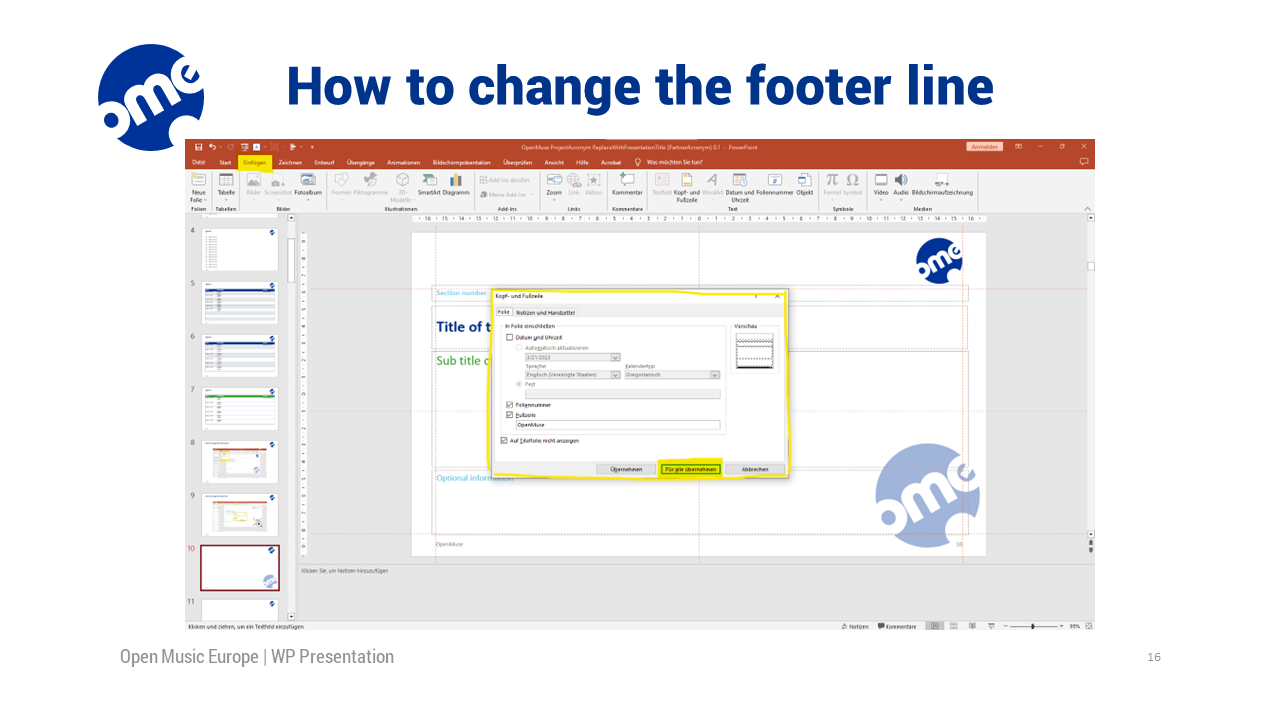 ome
How to change the footer line
OpenMuse ProjectAcronym ReplaceWithPresentationTitle (PartnerAcronym) 0.1 - PowerPoint
Anmelden
Datei Start Einfügen Zeichnen Entwurf Übergänge Animationen Bildschirmpräsentation Überprüfen Ansicht Hilfe Acrobat Was möchten Sie tun?
Neue Folie Tabelle Bilder Screenshot Fotoalbum Formen Piktogramme 3D-Modelle SmartArt Diagramm Add-Ins abrufen Meine Add-Ins Zoom Link Aktion Kommentar Textfeld Kopf- und Fußzeile WordArt Datum und Uhrzeit Foliennummer Objekt Formel Symbol Video Audio Bildschirmaufzeichnung
Folien Tabellen Bilder Illustrationen Add-Ins Links Kommentare Text Symbole Medien
4
5
6
7
8
9
10
11
ome
Section number
Title of t
Sub title o
Optional information
Kopf- und Fußzeile
Folie Notizen und Handzettel
In Folie einschließen
Vorschau
Datum und Uhrzeit
Automatisch aktualisieren
3/21/2023
Sprache: Kalendertyp:
Englisch (Vereinigte Staaten) Gregorianisch
Fest
Foliennummer
Fußzeile
OpenMuse
Auf Titelfolie nicht anzeigen
Übernehmen Für alle übernehmen Abbrechen
ome
OpenMuse 10
Klicken Sie, um Notizen hinzuzufügen
Klicken und ziehen, um ein Textfeld einzufügen
Notizen Kommentare
Open Music Europe | WP Presentation 16